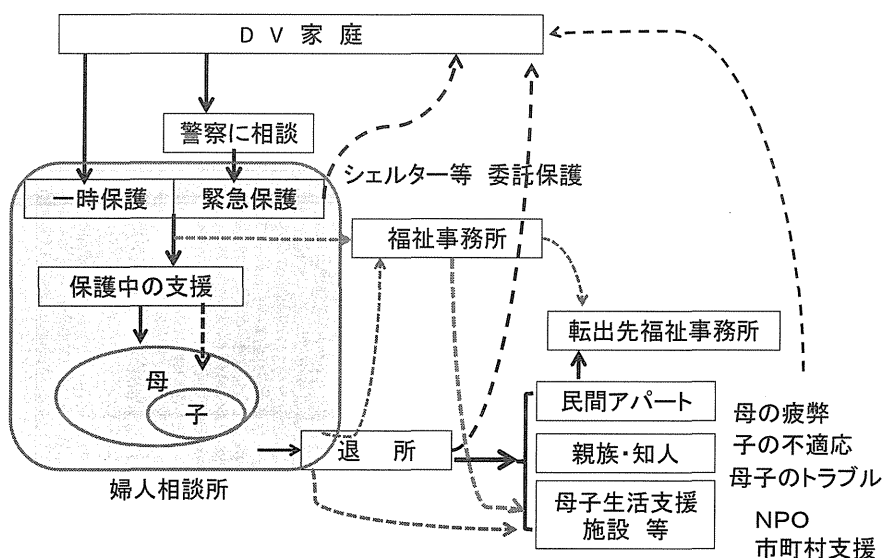 DV家庭
警察に相談
シェルター等 委託保護
一時保護
緊急保護
福祉事務所
保護中の支援
転出先福祉事務所
母
子
民間アパート
母の疲弊
退 所
親族・知人
子の不適応
母子のトラブル
婦人相談所
母子生活支援
施設 等
NPO
市町村支援